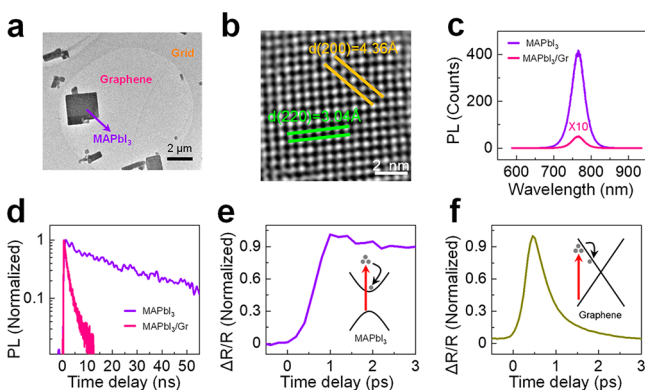 a
Grid
Graphene
MAPbI₃
2 µm
b
d(200)=4.36Å
d(220)=3.04Å
2 nm
c
PL (Counts)
400
200
0
MAPbI₃
MAPbI₃/Gr
X10
600 700 800 900
Wavelength (nm)
d
PL (Normalized)
1
0.1
MAPbI₃
MAPbI₃/Gr
0 10 20 30 40 50
Time delay (ns)
e
ΔR/R (Normalized)
0.9
0.6
0.3
0.0
MAPbI₃
0 1 2 3
Time delay (ps)
f
ΔR/R (Normalized)
0.9
0.6
0.3
0.0
Graphene
0 1 2 3
Time delay (ps)